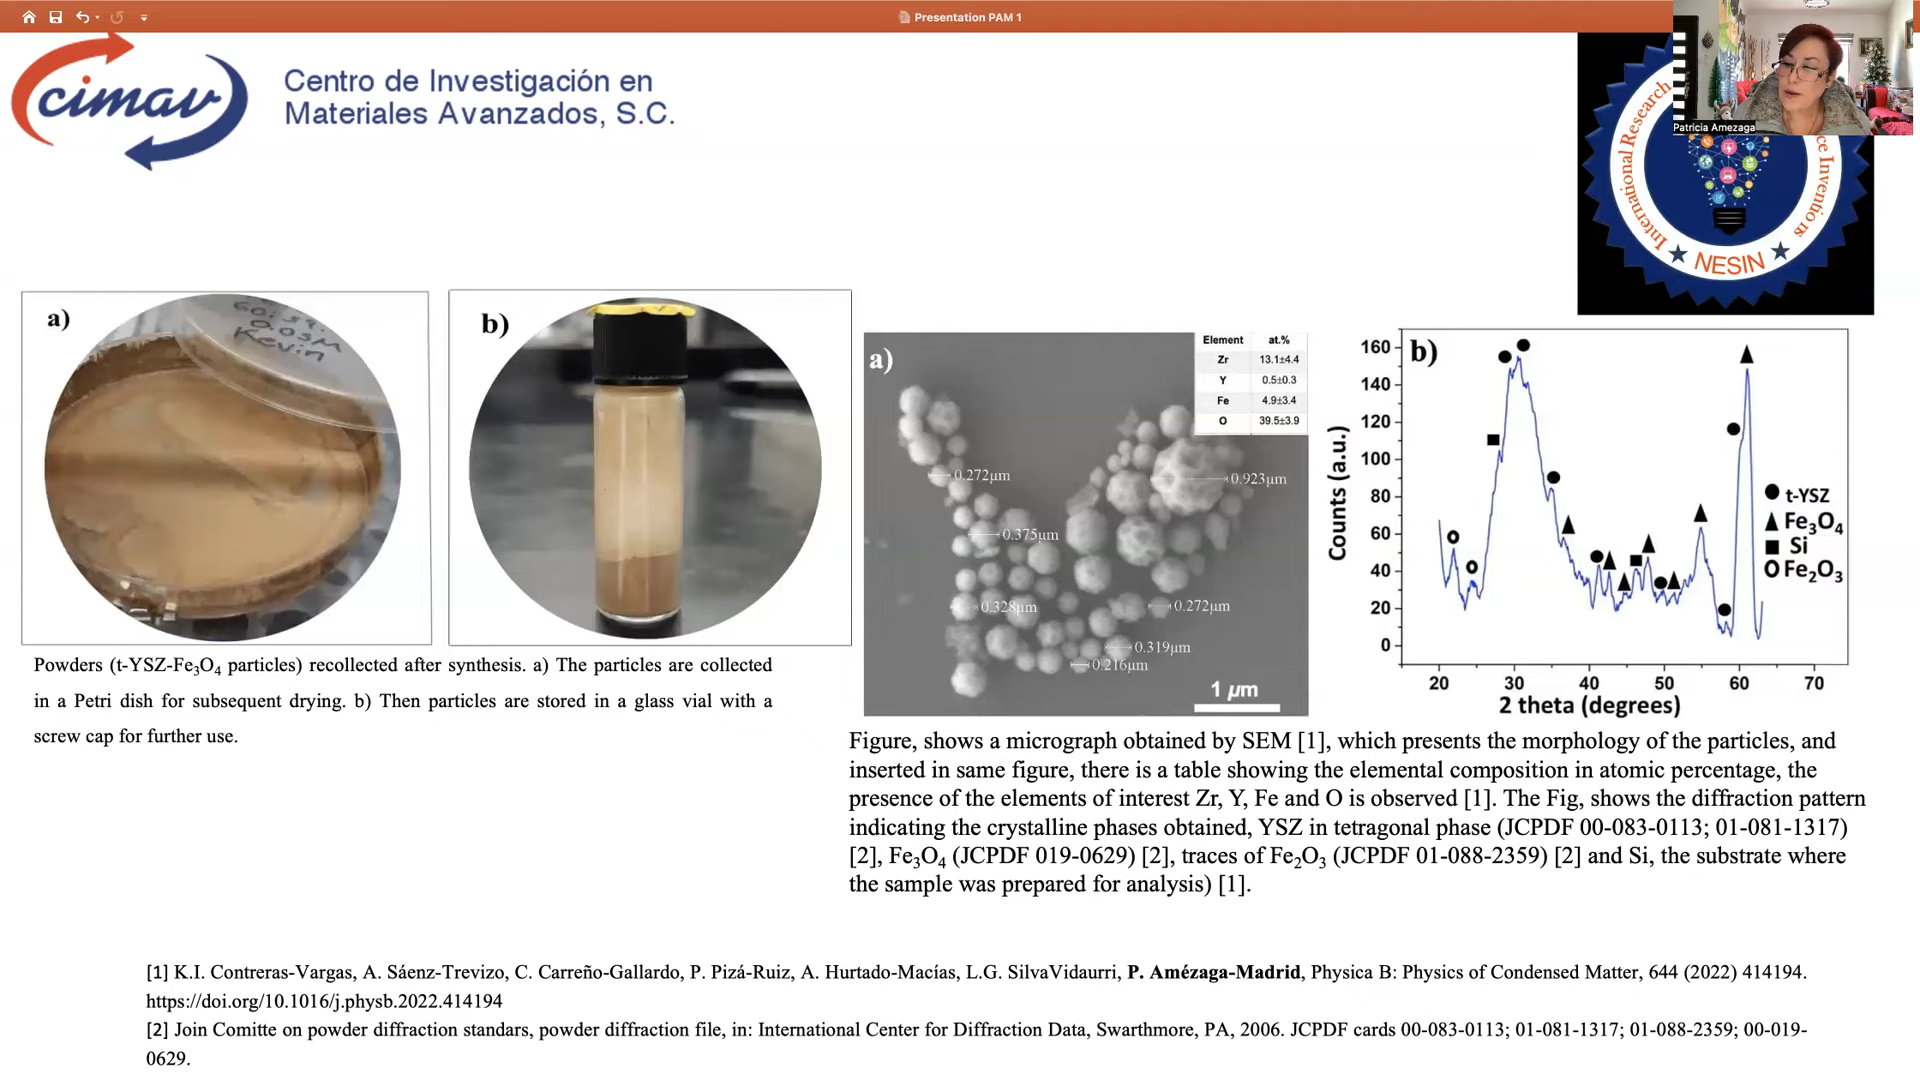 Presentation PAM 1
cimav
Centro de Investigación en
Materiales Avanzados, S.C.
Patricia Amezaga
International Research
ce Inventions
NESIN
a)
Kevin
b)
a)
Element at.%
Zr 13.1±4.4
Y 0.5±0.3
Fe 4.9±3.4
O 39.5±3.9
0.272µm
0.923µm
0.375µm
0.328µm
0.272µm
0.319µm
0.216µm
1 µm
b)
Counts (a.u.)
160
140
120
100
80
60
40
20
0
20 30 40 50 60 70
2 theta (degrees)
t-YSZ
Fe₃O₄
Si
Fe₂O₃
Powders (t-YSZ-Fe₃O₄ particles) recollected after synthesis. a) The particles are collected
in a Petri dish for subsequent drying. b) Then particles are stored in a glass vial with a
screw cap for further use.
Figure, shows a micrograph obtained by SEM [1], which presents the morphology of the particles, and
inserted in same figure, there is a table showing the elemental composition in atomic percentage, the
presence of the elements of interest Zr, Y, Fe and O is observed [1]. The Fig, shows the diffraction pattern
indicating the crystalline phases obtained, YSZ in tetragonal phase (JCPDF 00-083-0113; 01-081-1317)
[2], Fe₃O₄ (JCPDF 019-0629) [2], traces of Fe₂O₃ (JCPDF 01-088-2359) [2] and Si, the substrate where
the sample was prepared for analysis) [1].
[1] K.I. Contreras-Vargas, A. Sáenz-Trevizo, C. Carreño-Gallardo, P. Pizá-Ruiz, A. Hurtado-Macías, L.G. SilvaVidaurri, P. Amézaga-Madrid, Physica B: Physics of Condensed Matter, 644 (2022) 414194.
https://doi.org/10.1016/j.physb.2022.414194
[2] Join Comitte on powder diffraction standars, powder diffraction file, in: International Center for Diffraction Data, Swarthmore, PA, 2006. JCPDF cards 00-083-0113; 01-081-1317; 01-088-2359; 00-019-
0629.